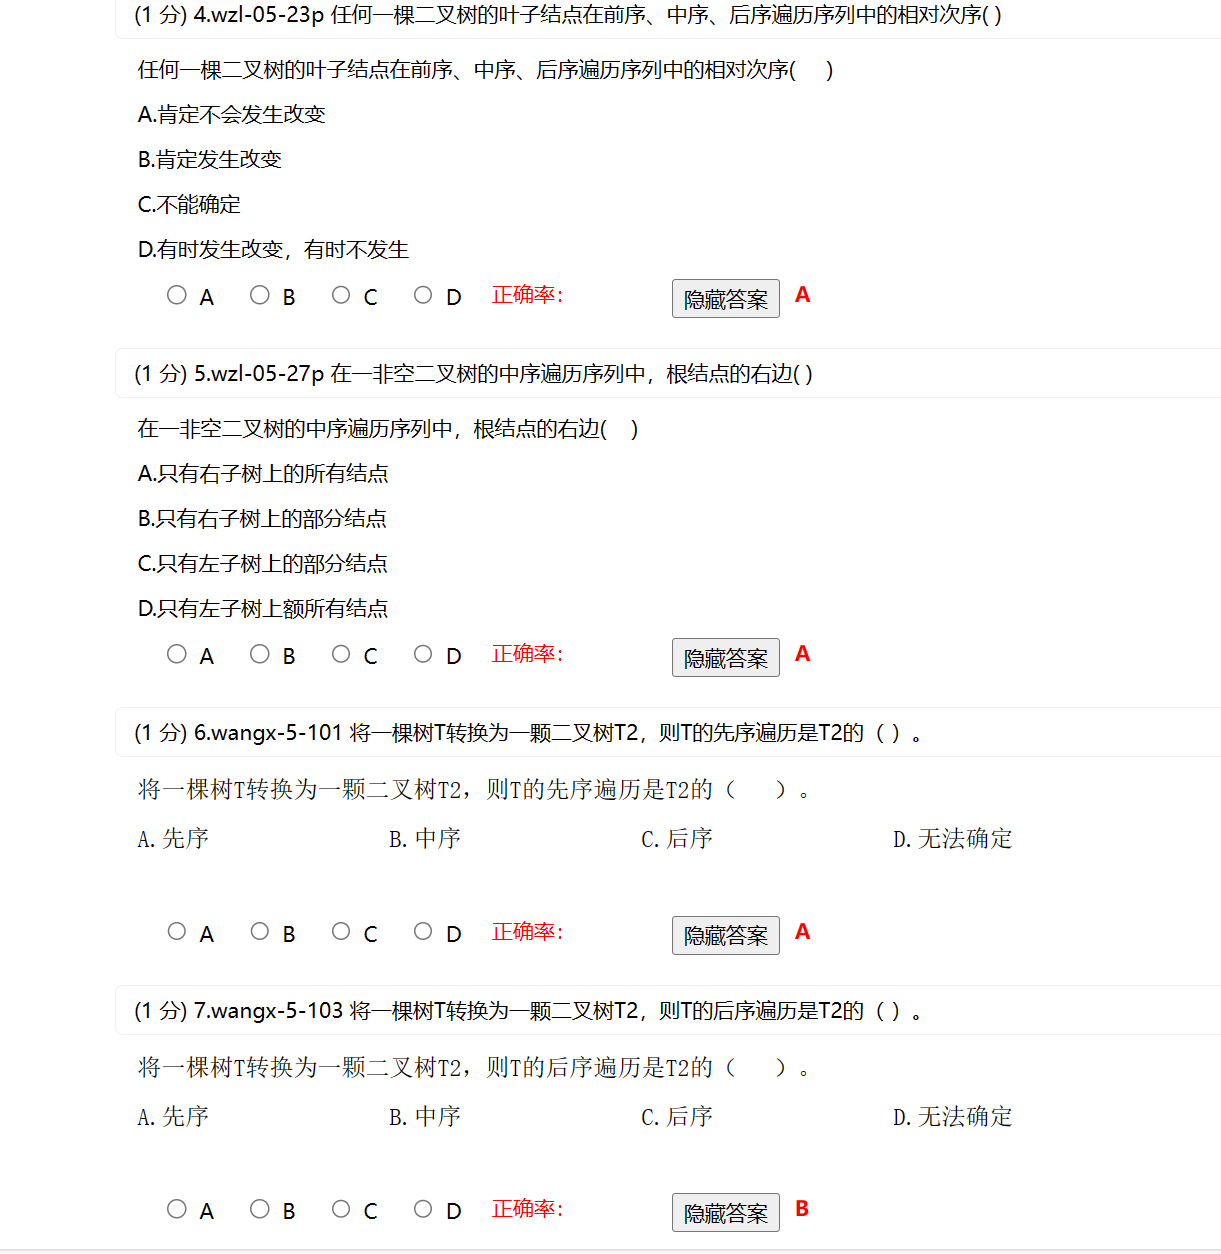 (1 分) 4.wzl-05-23p 任何一棵二叉树的叶子结点在前序、中序、后序遍历序列中的相对次序( )
任何一棵二叉树的叶子结点在前序、中序、后序遍历序列中的相对次序( )
A.肯定不会发生改变
B.肯定发生改变
C.不能确定
D.有时发生改变，有时不发生
A B C D 正确率： 隐藏答案 A
(1 分) 5.wzl-05-27p 在一非空二叉树的中序遍历序列中，根结点的右边( )
在一非空二叉树的中序遍历序列中，根结点的右边( )
A.只有右子树上的所有结点
B.只有右子树上的部分结点
C.只有左子树上的部分结点
D.只有左子树上额所有结点
A B C D 正确率： 隐藏答案 A
(1 分) 6.wangx-5-101 将一棵树T转换为一颗二叉树T2，则T的先序遍历是T2的（ ）。
将一棵树T转换为一颗二叉树T2，则T的先序遍历是T2的（ ）。
A.先序 B.中序 C.后序 D.无法确定
A B C D 正确率： 隐藏答案 A
(1 分) 7.wangx-5-103 将一棵树T转换为一颗二叉树T2，则T的后序遍历是T2的（ ）。
将一棵树T转换为一颗二叉树T2，则T的后序遍历是T2的（ ）。
A.先序 B.中序 C.后序 D.无法确定
A B C D 正确率： 隐藏答案 B